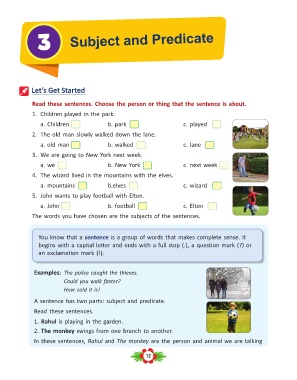 3 Subject and Predicate
Let's Get Started
Read these sentences. Choose the person or thing that the sentence is about.
1. Children played in the park.
a. Children b. park c. played
2. The old man slowly walked down the lane.
a. old man b. walked c. lane
3. We are going to New York next week.
a. we b. New York c. next week
4. The wizard lived in the mountains with the elves.
a. mountains b.elves c. wizard
5. John wants to play football with Elton.
a. John b. football c. Elton
The words you have chosen are the subjects of the sentences.
You know that a sentence is a group of words that makes complete sense. It
begins with a capital letter and ends with a full stop (.), a question mark (?) or
an exclamation mark (!).
Examples: The police caught the thieves.
Could you walk faster?
How cold it is!
A sentence has two parts: subject and predicate.
Read these sentences.
1. Rahul is playing in the garden.
2. The monkey swings from one branch to another.
In these sentences, Rahul and The monkey are the person and animal we are talking
12